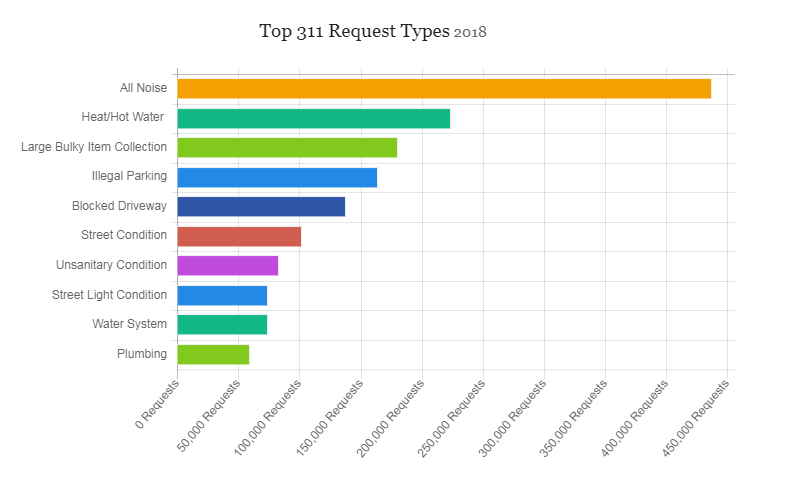 Top 311 Request Types 2018
All Noise
Heat/Hot Water
Large Bulky Item Collection
Illegal Parking
Blocked Driveway
Street Condition
Unsanitary Condition
Street Light Condition
Water System
Plumbing
0 Requests
50,000 Requests
100,000 Requests
150,000 Requests
200,000 Requests
250,000 Requests
300,000 Requests
350,000 Requests
400,000 Requests
450,000 Requests